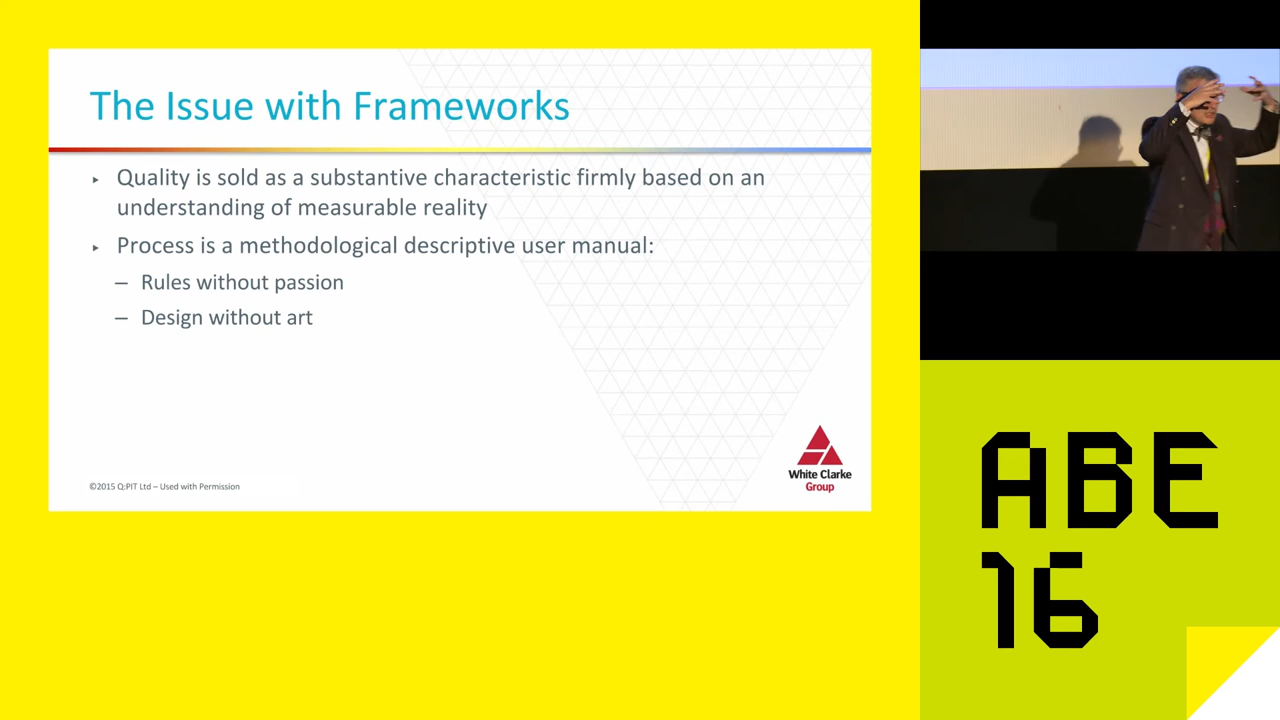 The Issue with Frameworks
▸ Quality is sold as a substantive characteristic firmly based on an
understanding of measurable reality
▸ Process is a methodological descriptive user manual:
– Rules without passion
– Design without art
©2015 Q:PIT Ltd – Used with Permission
White Clarke
Group
ABE
16